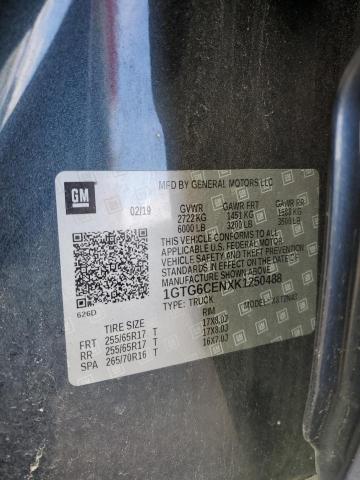 GM
MFD BY GENERAL MOTORS LLC
02/19 GVWR GAWR FRT GAWR RR
2722 KG 1451 KG 1588 KG
6000 LB 3200 LB 3500 LB
THIS VEHICLE CONFORMS TO ALL
APPLICABLE U.S. FEDERAL MOTOR
VEHICLE SAFETY, BUMPER, AND THEFT
PREVENTION STANDARDS IN EFFECT ON THE
DATE OF MANUFACTURE SHOWN ABOVE.
1GTG6CENXK1250488
626D TYPE: TRUCK MODEL:
TIRE SIZE RIM
FRT 255/65R17 T 17X8.0J
RR 255/65R17 T 17X8.0J
SPA 265/70R16 T 16X7.0J